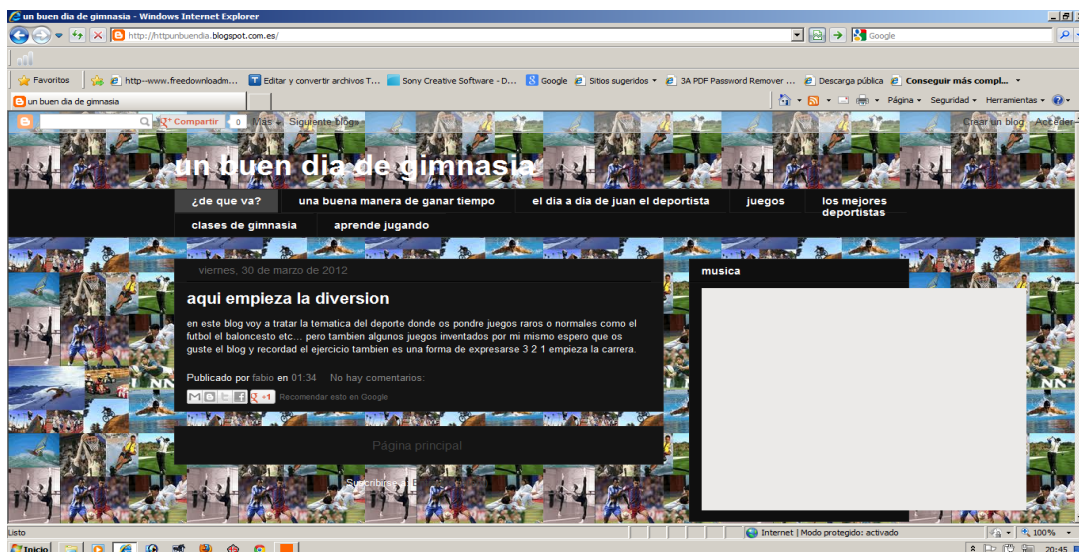 un buen dia de gimnasia - Windows Internet Explorer
http://httpunbuendia.blogspot.com.es/
Google
Favoritos
http--www.freedownloadm...
Editar y convertir archivos T...
Sony Creative Software - D...
Google
Sitios sugeridos
3A PDF Password Remover ...
Descarga pública
Conseguir más compl...
un buen dia de gimnasia
Página
Seguridad
Herramientas
Compartir
0
Más
Siguiente blog»
Crear un blog
Acceder
un buen dia de gimnasia
¿de que va?
una buena manera de ganar tiempo
el dia a dia de juan el deportista
juegos
los mejores
deportistas
clases de gimnasia
aprende jugando
viernes, 30 de marzo de 2012
aqui empieza la diversion
en este blog voy a tratar la tematica del deporte donde os pondre juegos raros o normales como el
futbol el baloncesto etc... pero tambien algunos juegos inventados por mi mismo espero que os
guste el blog y recordad el ejercicio tambien es una forma de expresarse 3 2 1 empieza la carrera.
Publicado por fabio en 01:34 No hay comentarios:
+1 Recomendar esto en Google
Página principal
musica
Listo
Internet | Modo protegido: activado
100%
Inicio
20:45